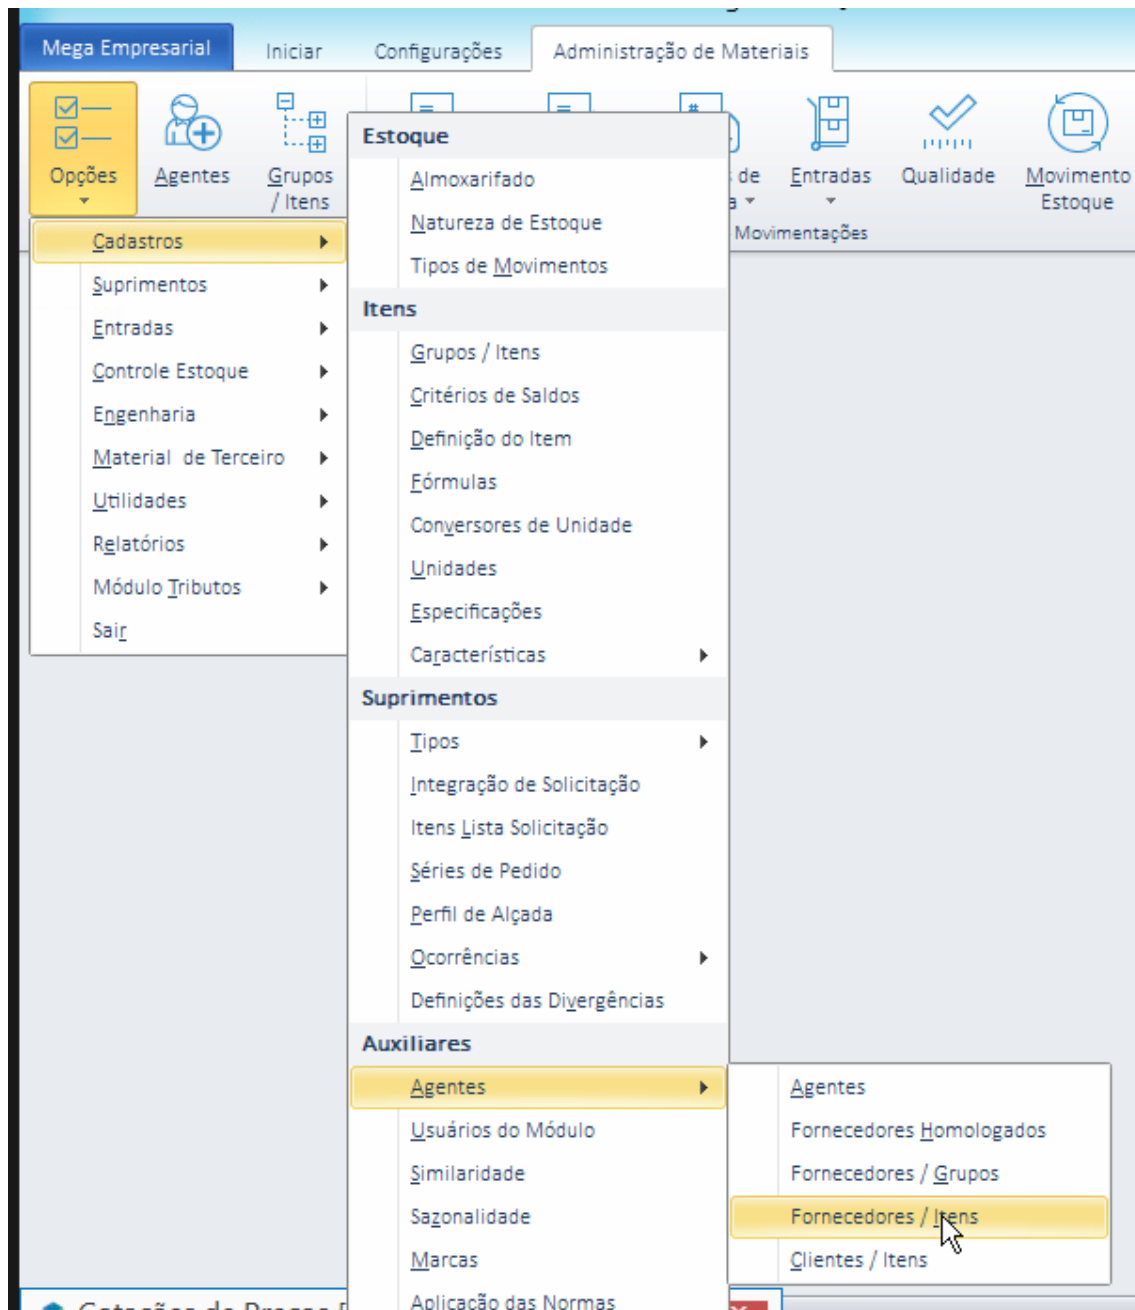 Mega Empresarial
Iniciar
Configurações
Administração de Materiais
Opções
Agentes
Grupos
/ Itens
de
Entradas
Qualidade
Movimento
Estoque
Movimentações
Cadastros
Suprimentos
Entradas
Controle Estoque
Engenharia
Material de Terceiro
Utilidades
Relatórios
Módulo Tributos
Sair
Estoque
Almoxarifado
Natureza de Estoque
Tipos de Movimentos
Itens
Grupos / Itens
Critérios de Saldos
Definição do Item
Fórmulas
Conversores de Unidade
Unidades
Especificações
Características
Suprimentos
Tipos
Integração de Solicitação
Itens Lista Solicitação
Séries de Pedido
Perfil de Alçada
Ocorrências
Definições das Divergências
Auxiliares
Agentes
Usuários do Módulo
Similaridade
Sazonalidade
Marcas
Aplicação das Normas
Agentes
Fornecedores Homologados
Fornecedores / Grupos
Fornecedores / Itens
Clientes / Itens
Cotações de Preços